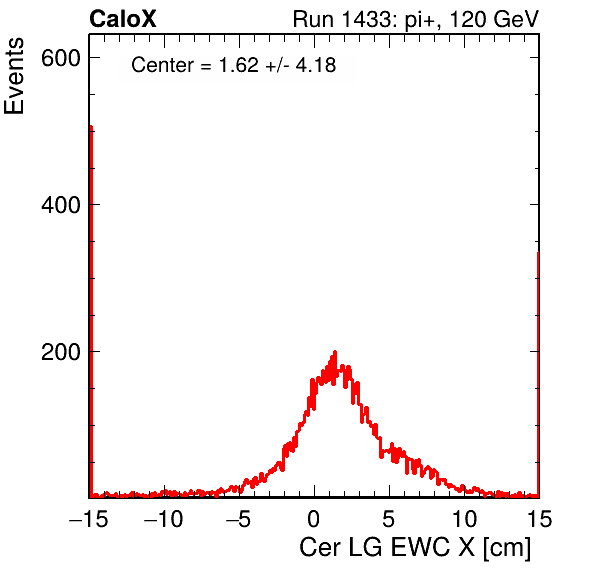 CaloX Run 1433: pi+, 120 GeV
Events
Center = 1.62 +/- 4.18
600
400
200
−15 −10 −5 0 5 10 15
Cer LG EWC X [cm]